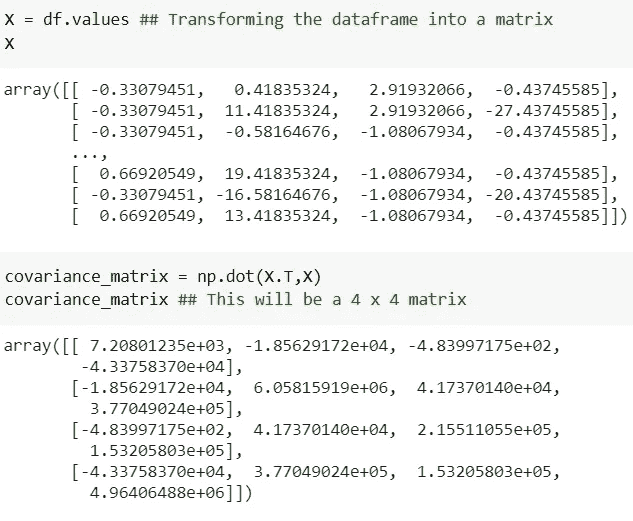 X = df.values ## Transforming the dataframe into a matrix
X
array([[ -0.33079451,   0.41835324,   2.91932066,  -0.43745585],
       [ -0.33079451,  11.41835324,   2.91932066, -27.43745585],
       [ -0.33079451,  -0.58164676,  -1.08067934,  -0.43745585],
       ...,
       [  0.66920549,  19.41835324,  -1.08067934,  -0.43745585],
       [ -0.33079451, -16.58164676,  -1.08067934, -20.43745585],
       [  0.66920549,  13.41835324,  -1.08067934,  -0.43745585]])
covariance_matrix = np.dot(X.T,X)
covariance_matrix ## This will be a 4 x 4 matrix
array([[ 7.20801235e+03, -1.85629172e+04, -4.83997175e+02,
        -4.33758370e+04],
       [-1.85629172e+04,  6.05815919e+06,  4.17370140e+04,
         3.77049024e+05],
       [-4.83997175e+02,  4.17370140e+04,  2.15511055e+05,
         1.53205803e+05],
       [-4.33758370e+04,  3.77049024e+05,  1.53205803e+05,
         4.96406488e+06]])